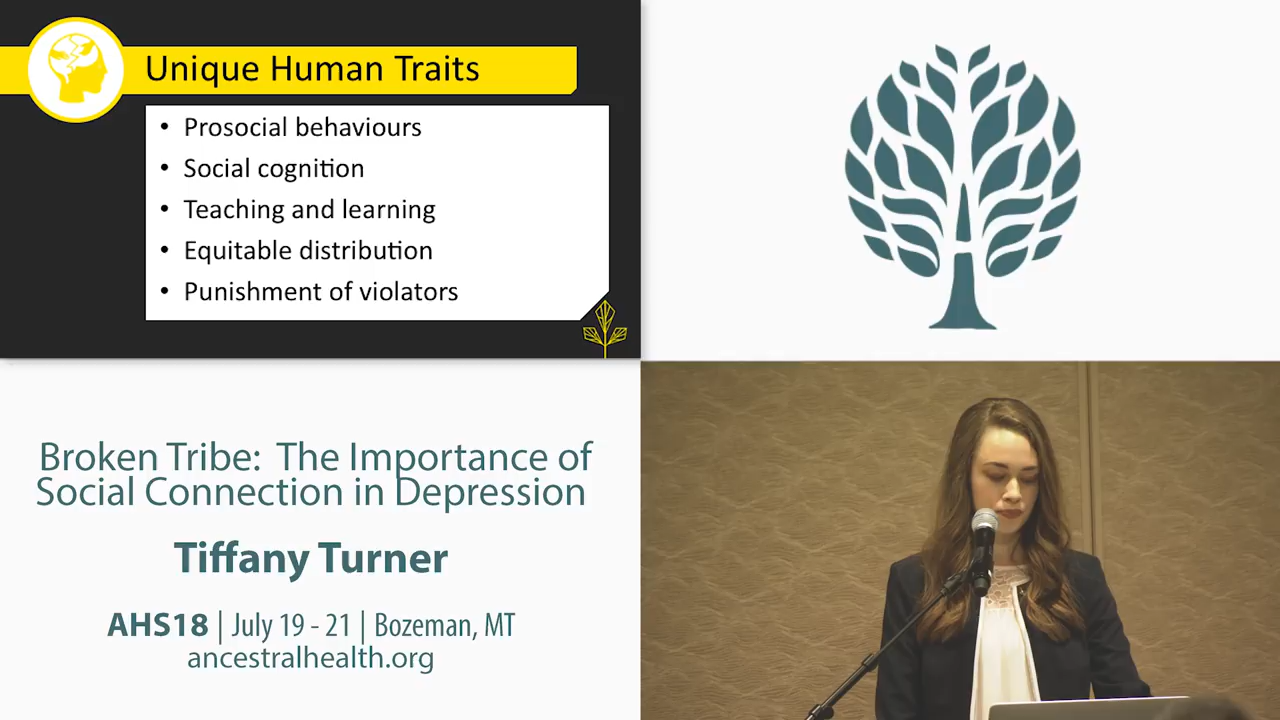 Unique Human Traits
• Prosocial behaviours
• Social cognition
• Teaching and learning
• Equitable distribution
• Punishment of violators
Broken Tribe: The Importance of
Social Connection in Depression
Tiffany Turner
AHS18 | July 19 - 21 | Bozeman, MT
ancestralhealth.org